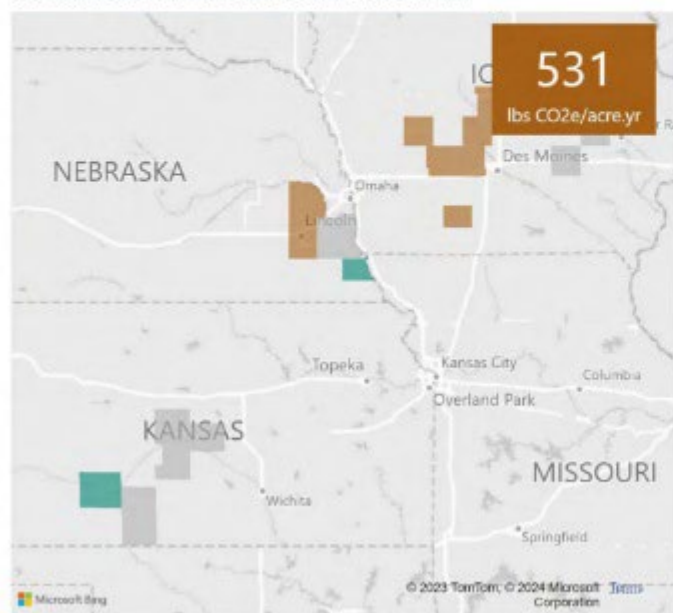 531
lbs CO2e/acre.yr
IO
Des Moines
NEBRASKA
Omaha
Lincoln
Topeka
Kansas City
Columbia
Overland Park
KANSAS
MISSOURI
Wichita
Springfield
© 2023 TomTom, © 2024 Microsoft Terms
Corporation
Microsoft Bing